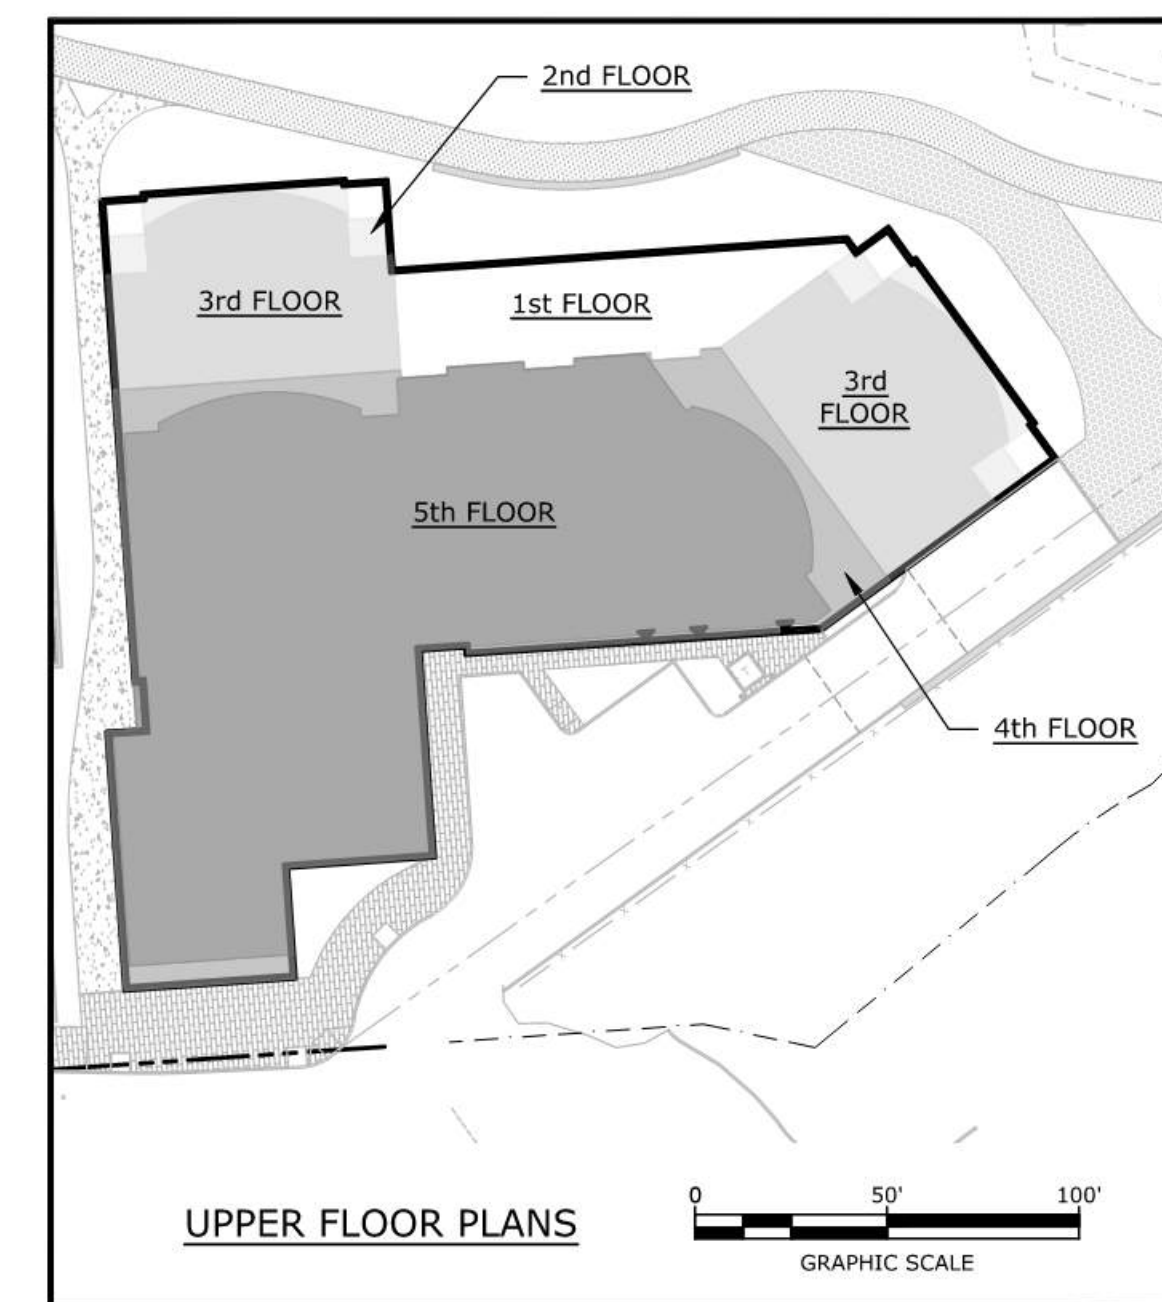 2nd FLOOR
3rd FLOOR
1st FLOOR
3rd
FLOOR
5th FLOOR
4th FLOOR
UPPER FLOOR PLANS
0 50' 100'
GRAPHIC SCALE